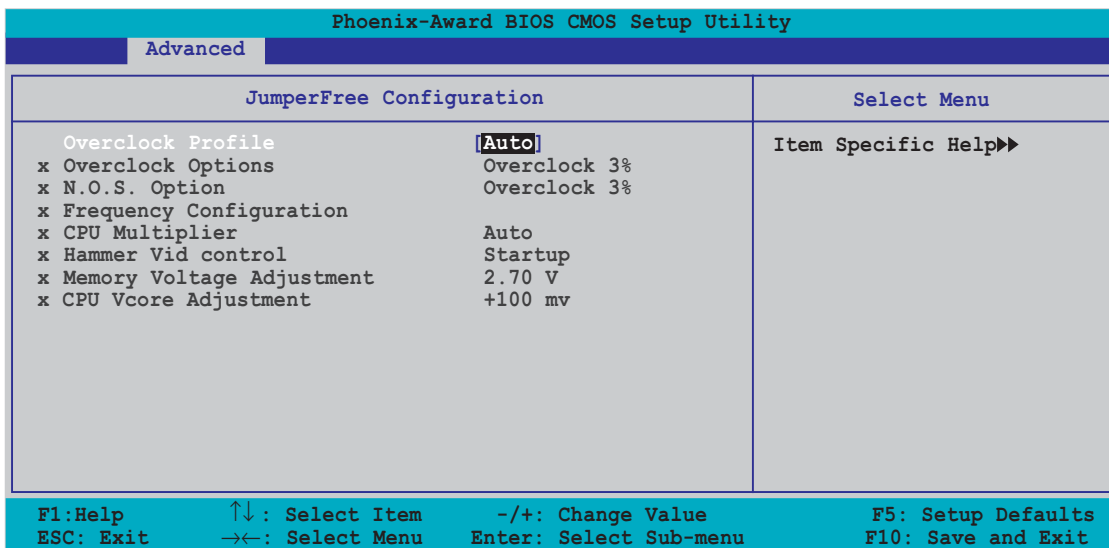 Phoenix-Award BIOS CMOS Setup Utility
Advanced
JumperFree Configuration
Select Menu
Overclock Profile [Auto]
x Overclock Options Overclock 3%
x N.O.S. Option Overclock 3%
x Frequency Configuration
x CPU Multiplier Auto
x Hammer Vid control Startup
x Memory Voltage Adjustment 2.70 V
x CPU Vcore Adjustment +100 mv
Item Specific Help▶▶
F1:Help ↑↓: Select Item -/+: Change Value F5: Setup Defaults
ESC: Exit →←: Select Menu Enter: Select Sub-menu F10: Save and Exit